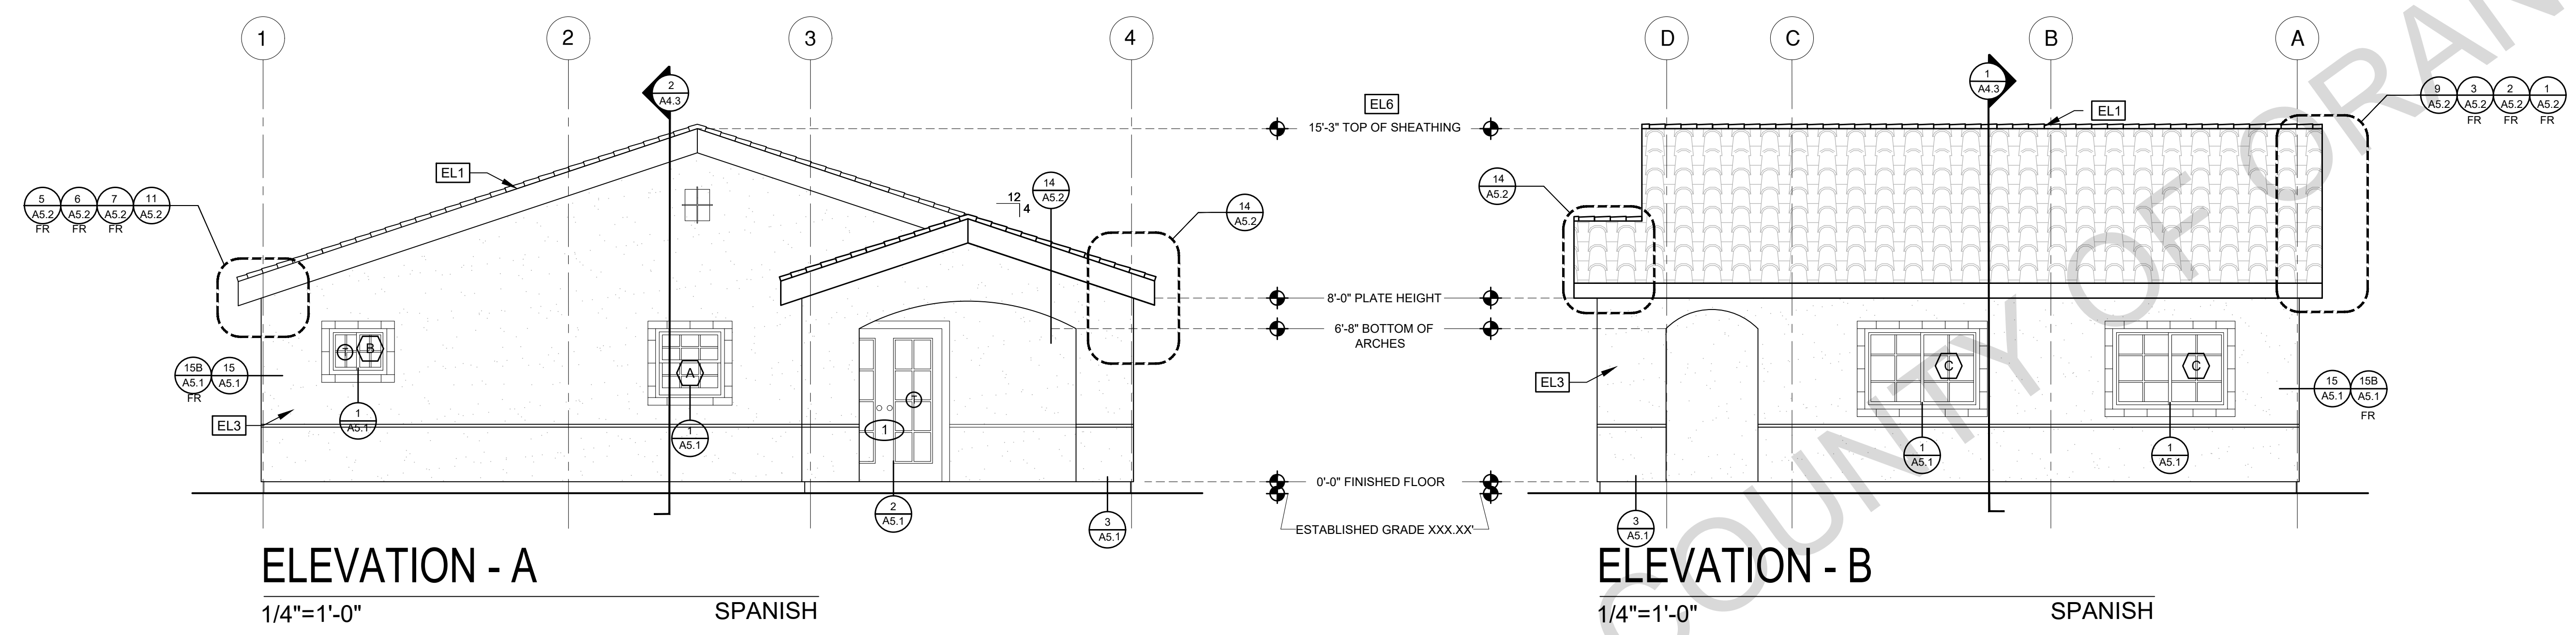 1 2 3 4
2
A4.3
EL1
5 6 7 11
A5.2 A5.2 A5.2 A5.2
FR FR FR
12
4
14
A5.2
14
A5.2
B
T
A
15B 15
A5.1 A5.1
FR
EL3
1
A5.1
1
A5.1
T
1
2
A5.1
3
A5.1
ELEVATION - A
1/4"=1'-0" SPANISH
EL6
15'-3" TOP OF SHEATHING
8'-0" PLATE HEIGHT
6'-8" BOTTOM OF
ARCHES
0'-0" FINISHED FLOOR
ESTABLISHED GRADE XXX.XX'
D C B A
1
A4.3
EL1
9 3 2 1
A5.2 A5.2 A5.2 A5.2
FR FR FR
14
A5.2
EL3
C
C
15 15B
A5.1 A5.1
FR
1
A5.1
1
A5.1
3
A5.1
ELEVATION - B
1/4"=1'-0" SPANISH
COUNTY OF ORAN